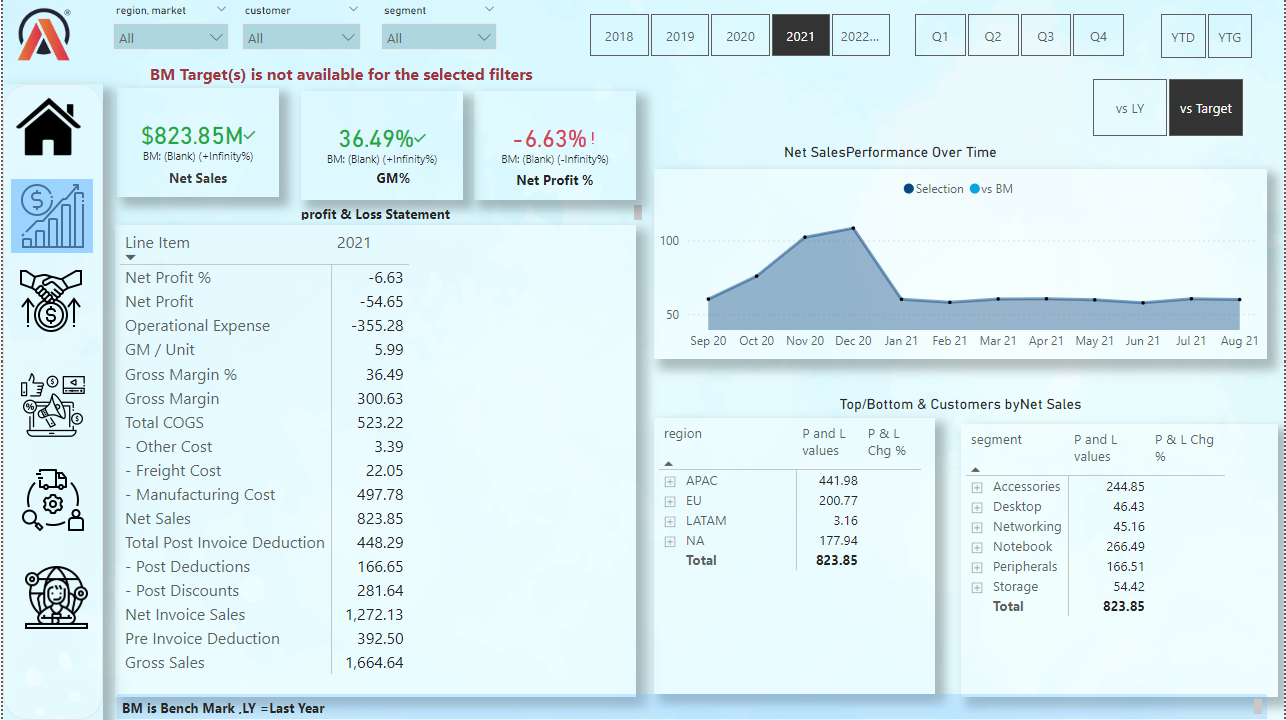 region, market
customer
segment
All
All
All
2018
2019
2020
2021
2022...
Q1
Q2
Q3
Q4
YTD
YTG
BM Target(s) is not available for the selected filters
vs LY
vs Target
$823.85M
BM: (Blank) (+Infinity%)
Net Sales
36.49%
BM: (Blank) (+Infinity%)
GM%
-6.63% !
BM: (Blank) (-Infinity%)
Net Profit %
profit & Loss Statement
Line Item 2021
Net Profit % -6.63
Net Profit -54.65
Operational Expense -355.28
GM / Unit 5.99
Gross Margin % 36.49
Gross Margin 300.63
Total COGS 523.22
- Other Cost 3.39
- Freight Cost 22.05
- Manufacturing Cost 497.78
Net Sales 823.85
Total Post Invoice Deduction 448.29
- Post Deductions 166.65
- Post Discounts 281.64
Net Invoice Sales 1,272.13
Pre Invoice Deduction 392.50
Gross Sales 1,664.64
Net SalesPerformance Over Time
Selection vs BM
100
50
Sep 20 Oct 20 Nov 20 Dec 20 Jan 21 Feb 21 Mar 21 Apr 21 May 21 Jun 21 Jul 21 Aug 21
Top/Bottom & Customers byNet Sales
region P and L values P & L Chg %
APAC 441.98
EU 200.77
LATAM 3.16
NA 177.94
Total 823.85
segment P and L values P & L Chg %
Accessories 244.85
Desktop 46.43
Networking 45.16
Notebook 266.49
Peripherals 166.51
Storage 54.42
Total 823.85
BM is Bench Mark ,LY =Last Year